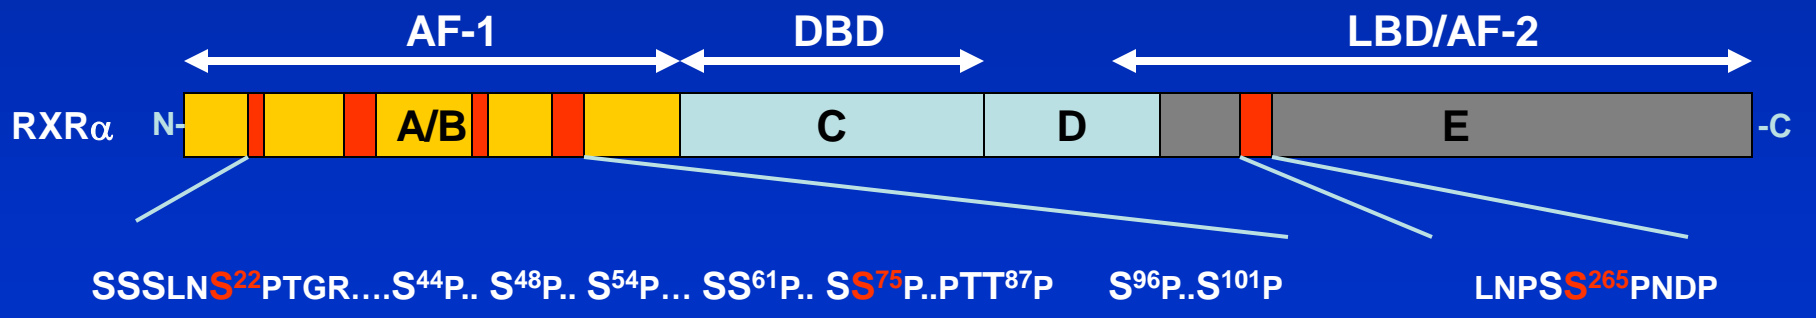 AF-1 DBD LBD/AF-2
RXRα N- A/B C D E -C
SSSLNS²²PTGR....S⁴⁴P.. S⁴⁸P.. S⁵⁴P... SS⁶¹P.. SS⁷⁵P..PTT⁸⁷P S⁹⁶P..S¹⁰¹P LNPSS²⁶⁵PNDP